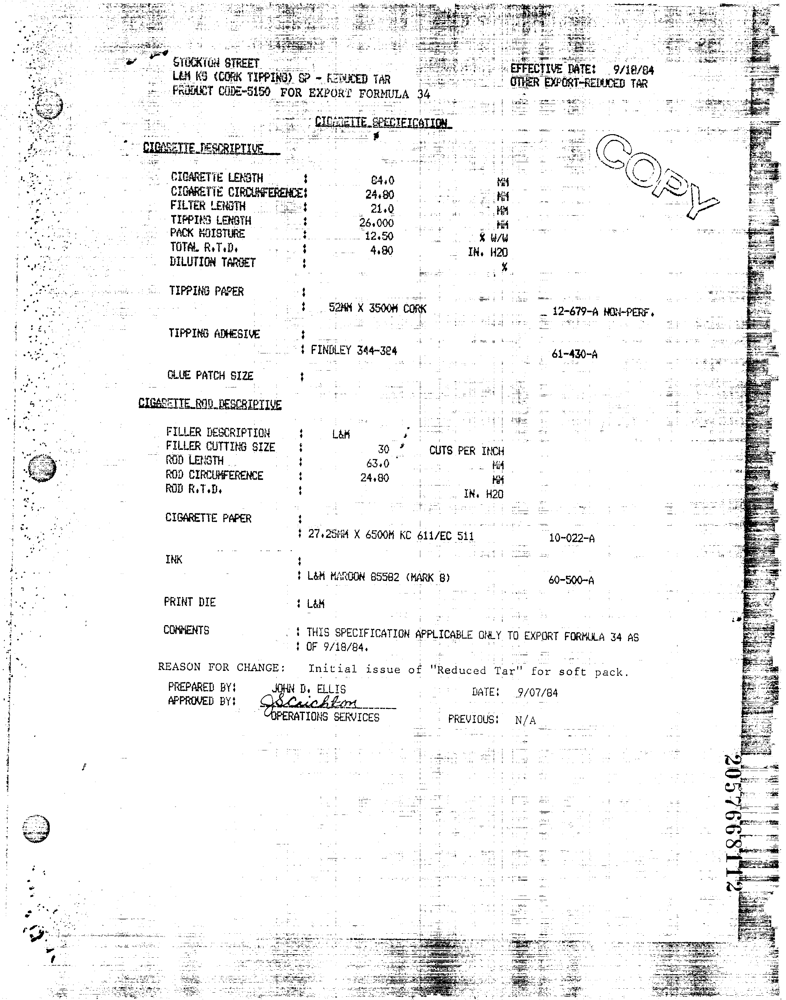 STOCKTON STREET
L&M KS (CORK TIPPING) SP - REDUCED TAR
PRODUCT CODE-5150 FOR EXPORT FORMULA 34
EFFECTIVE DATE: 9/18/84
OTHER EXPORT-REDUCED TAR
CIGARETTE SPECIFICATION
COPY
CIGARETTE DESCRIPTIVE
CIGARETTE LENGTH : 84.0 MM
CIGARETTE CIRCUMFERENCE: 24.80 MM
FILTER LENGTH : 21.0 MM
TIPPING LENGTH : 26.000 MM
PACK MOISTURE : 12.50 % W/W
TOTAL R.T.D. : 4.80 IN. H2O
DILUTION TARGET : %
TIPPING PAPER :
: 52MM X 3500M CORK 12-679-A NON-PERF.
TIPPING ADHESIVE :
: FINDLEY 344-324 61-430-A
GLUE PATCH SIZE :
CIGARETTE ROD DESCRIPTIVE
FILLER DESCRIPTION : L&M
FILLER CUTTING SIZE : 30 CUTS PER INCH
ROD LENGTH : 63.0 MM
ROD CIRCUMFERENCE : 24.80 MM
ROD R.T.D. : IN. H2O
CIGARETTE PAPER :
: 27.25MM X 6500M KC 611/EC 511 10-022-A
INK :
: L&M MAROON 85582 (MARK 8) 60-500-A
PRINT DIE : L&M
COMMENTS : THIS SPECIFICATION APPLICABLE ONLY TO EXPORT FORMULA 34 AS
: OF 9/18/84.
REASON FOR CHANGE: Initial issue of "Reduced Tar" for soft pack.
PREPARED BY: JOHN D. ELLIS DATE: 9/07/84
APPROVED BY:
OPERATIONS SERVICES PREVIOUS: N/A
2057668112